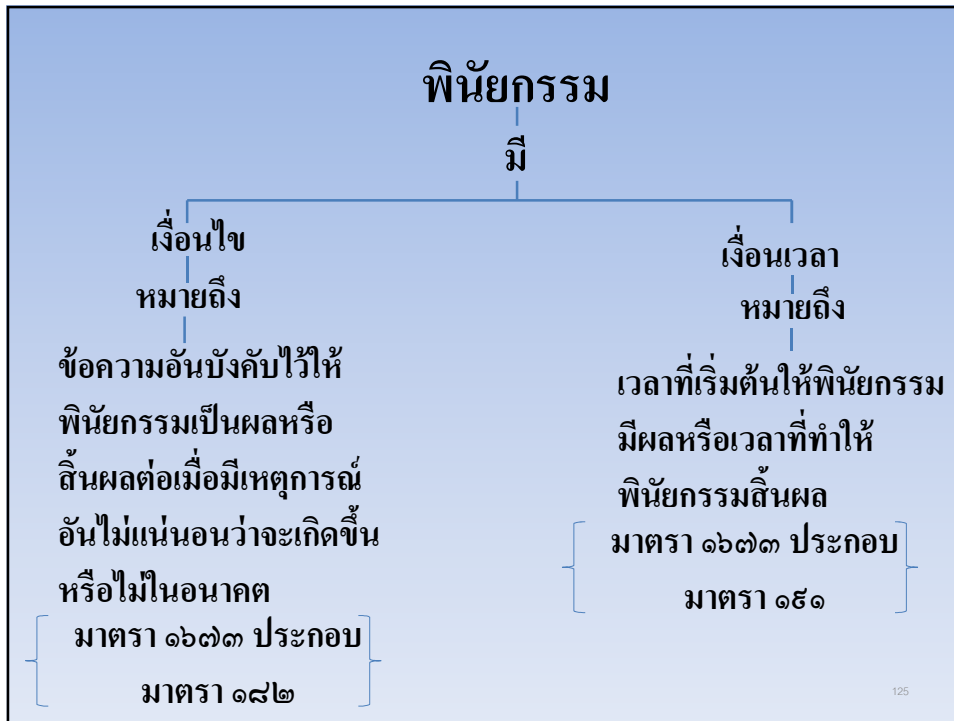 พินัยกรรม
มี
เงื่อนไข
หมายถึง
ข้อความอันบังคับไว้ให้
พินัยกรรมเป็นผลหรือ
สิ้นผลต่อเมื่อมีเหตุการณ์
อันไม่แน่นอนว่าจะเกิดขึ้น
หรือไม่ในอนาคต
มาตรา ๑๖๗๓ ประกอบ
มาตรา ๑๘๒
เงื่อนเวลา
หมายถึง
เวลาที่เริ่มต้นให้พินัยกรรม
มีผลหรือเวลาที่ทำให้
พินัยกรรมสิ้นผล
มาตรา ๑๖๗๓ ประกอบ
มาตรา ๑๙๑
125